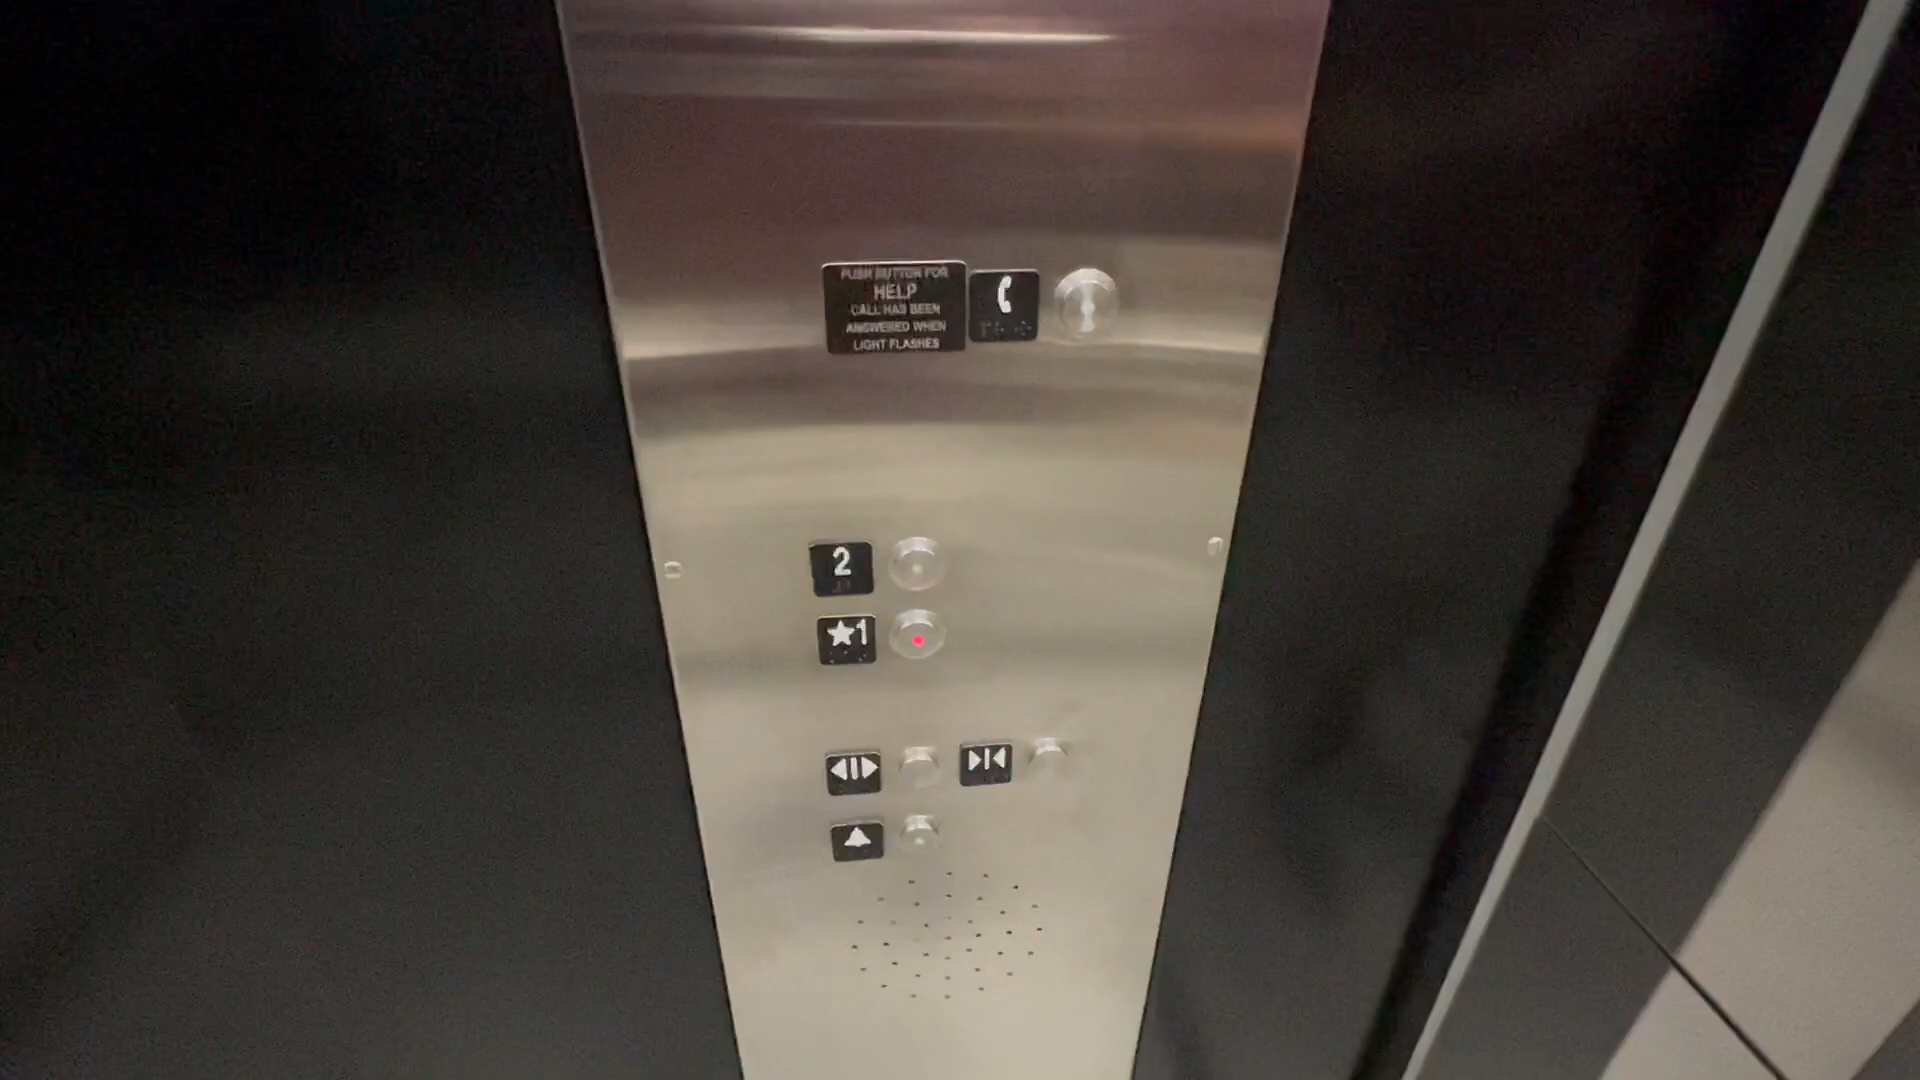 PUSH BUTTON FOR
HELP
CALL HAS BEEN
ANSWERED WHEN
LIGHT FLASHES
2
★1